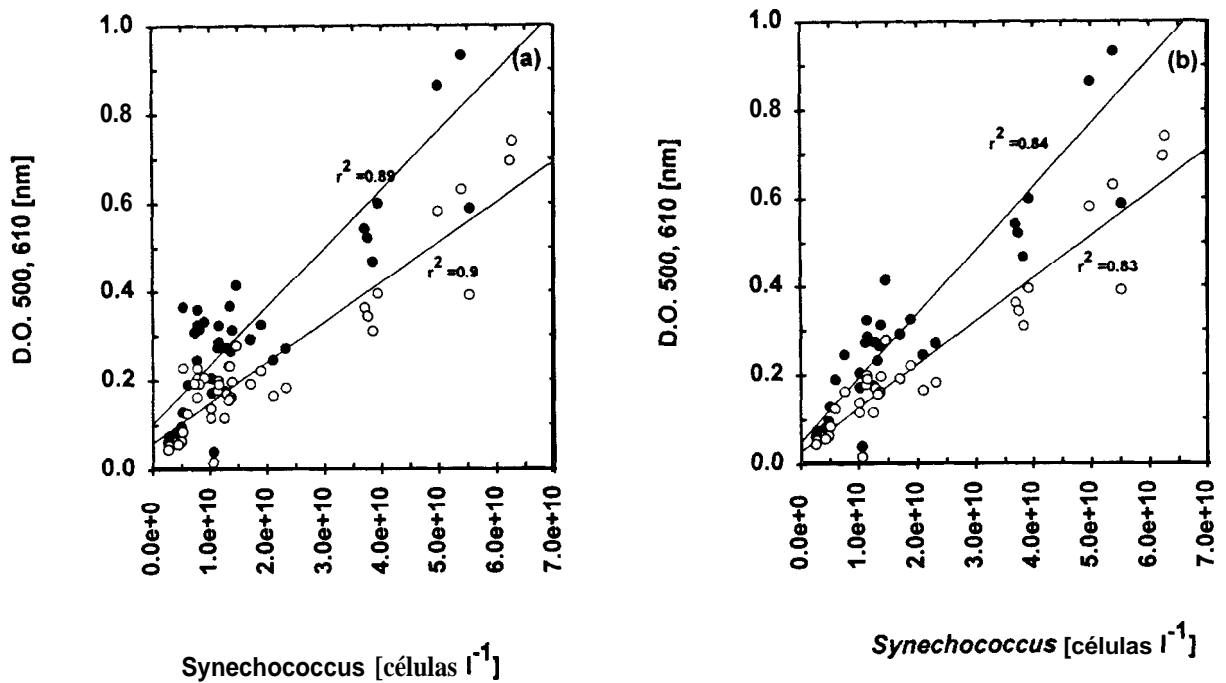 (a)
D.O. 500, 610 [nm]
1.0
0.8
0.6
0.4
0.2
0.0
r² =0.89
r² =0.9
0.0e+0
1.0e+10
2.0e+10
3.0e+10
4.0e+10
5.0e+10
6.0e+10
7.0e+10
Synechococcus [células l⁻¹]
(b)
D.O. 500, 610 [nm]
1.0
0.8
0.6
0.4
0.2
0.0
r² =0.84
r² =0.83
0.0e+0
1.0e+10
2.0e+10
3.0e+10
4.0e+10
5.0e+10
6.0e+10
7.0e+10
Synechococcus [células l⁻¹]